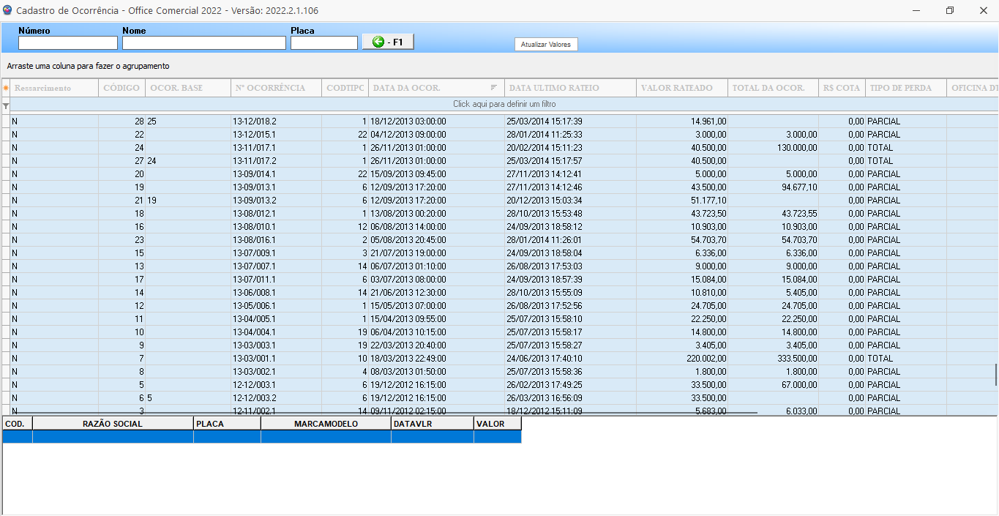 Cadastro de Ocorrência - Office Comercial 2022 - Versão: 2022.2.1.106
Número Nome Placa
- F1 Atualizar Valores
Arraste uma coluna para fazer o agrupamento
Ressarcimento CÓDIGO OCOR. BASE Nº OCORRÊNCIA CODTIPC DATA DA OCOR. DATA ULTIMO RATEIO VALOR RATEADO TOTAL DA OCOR. R$ COTA TIPO DE PERDA OFICINA DE
Click aqui para definir um filtro
N 28 25 13-12/018.2 1 18/12/2013 03:00:00 25/03/2014 15:17:39 14.961,00 0,00 PARCIAL
N 22 13-12/015.1 22 04/12/2013 09:00:00 28/01/2014 11:25:33 3.000,00 3.000,00 0,00 PARCIAL
N 24 13-11/017.1 1 26/11/2013 01:00:00 20/02/2014 15:11:23 40.500,00 130.000,00 0,00 TOTAL
N 27 24 13-11/017.2 1 26/11/2013 01:00:00 25/03/2014 15:17:57 40.500,00 0,00 TOTAL
N 20 13-09/014.1 22 15/09/2013 09:45:00 27/11/2013 14:12:41 5.000,00 5.000,00 0,00 PARCIAL
N 19 13-09/013.1 6 12/09/2013 17:20:00 27/11/2013 14:12:46 43.500,00 94.677,10 0,00 PARCIAL
N 21 19 13-09/013.2 6 12/09/2013 17:20:00 20/12/2013 15:03:34 51.177,10 0,00 PARCIAL
N 18 13-08/012.1 1 13/08/2013 00:20:00 28/10/2013 15:53:48 43.723,50 43.723,55 0,00 PARCIAL
N 16 13-08/010.1 12 06/08/2013 14:00:00 24/09/2013 18:58:12 10.903,00 10.903,00 0,00 PARCIAL
N 23 13-08/016.1 2 05/08/2013 20:45:00 28/01/2014 11:26:01 54.703,70 54.703,70 0,00 PARCIAL
N 15 13-07/009.1 3 21/07/2013 19:00:00 24/09/2013 18:58:04 6.336,00 6.336,00 0,00 PARCIAL
N 13 13-07/007.1 14 06/07/2013 01:10:00 26/08/2013 17:53:03 9.000,00 9.000,00 0,00 PARCIAL
N 17 13-07/011.1 6 03/07/2013 08:00:00 24/09/2013 18:57:39 15.084,00 15.084,00 0,00 PARCIAL
N 14 13-06/008.1 14 21/06/2013 12:30:00 28/10/2013 15:55:09 10.810,00 5.405,00 0,00 PARCIAL
N 12 13-05/006.1 1 15/05/2013 07:00:00 26/08/2013 17:52:56 24.705,00 24.705,00 0,00 PARCIAL
N 11 13-04/005.1 1 15/04/2013 09:55:00 25/07/2013 15:58:10 22.250,00 22.250,00 0,00 PARCIAL
N 10 13-04/004.1 19 06/04/2013 10:15:00 25/07/2013 15:58:17 14.800,00 14.800,00 0,00 PARCIAL
N 9 13-03/003.1 19 22/03/2013 20:40:00 25/07/2013 15:58:27 3.405,00 3.405,00 0,00 PARCIAL
N 7 13-03/001.1 10 18/03/2013 22:49:00 24/06/2013 17:40:10 220.002,00 333.500,00 0,00 TOTAL
N 8 13-03/002.1 4 08/03/2013 01:50:00 25/07/2013 15:58:36 1.800,00 1.800,00 0,00 PARCIAL
N 5 12-12/003.1 6 19/12/2012 16:15:00 26/02/2013 17:49:25 33.500,00 67.000,00 0,00 PARCIAL
N 6 5 12-12/003.2 6 19/12/2012 16:15:00 26/03/2013 16:56:09 33.500,00 0,00 PARCIAL
N 3 12-11/002.1 14 09/11/2012 02:15:00 18/12/2012 15:11:09 5.683,00 6.033,00 0,00 PARCIAL
COD. RAZÃO SOCIAL PLACA MARCAMODELO DATAVLR VALOR